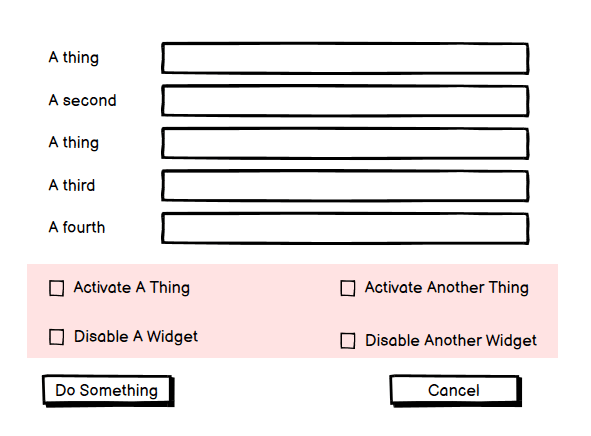 A thing
A second
A thing
A third
A fourth
Activate A Thing
Activate Another Thing
Disable A Widget
Disable Another Widget
Do Something
Cancel